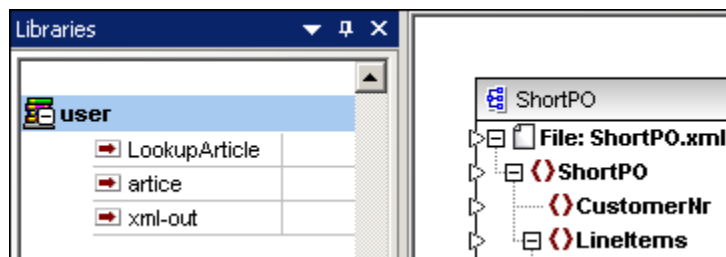 Libraries
user
LookupArticle
artice
xml-out
ShortPO
File: ShortPO.xml
ShortPO
CustomerNr
LineItems